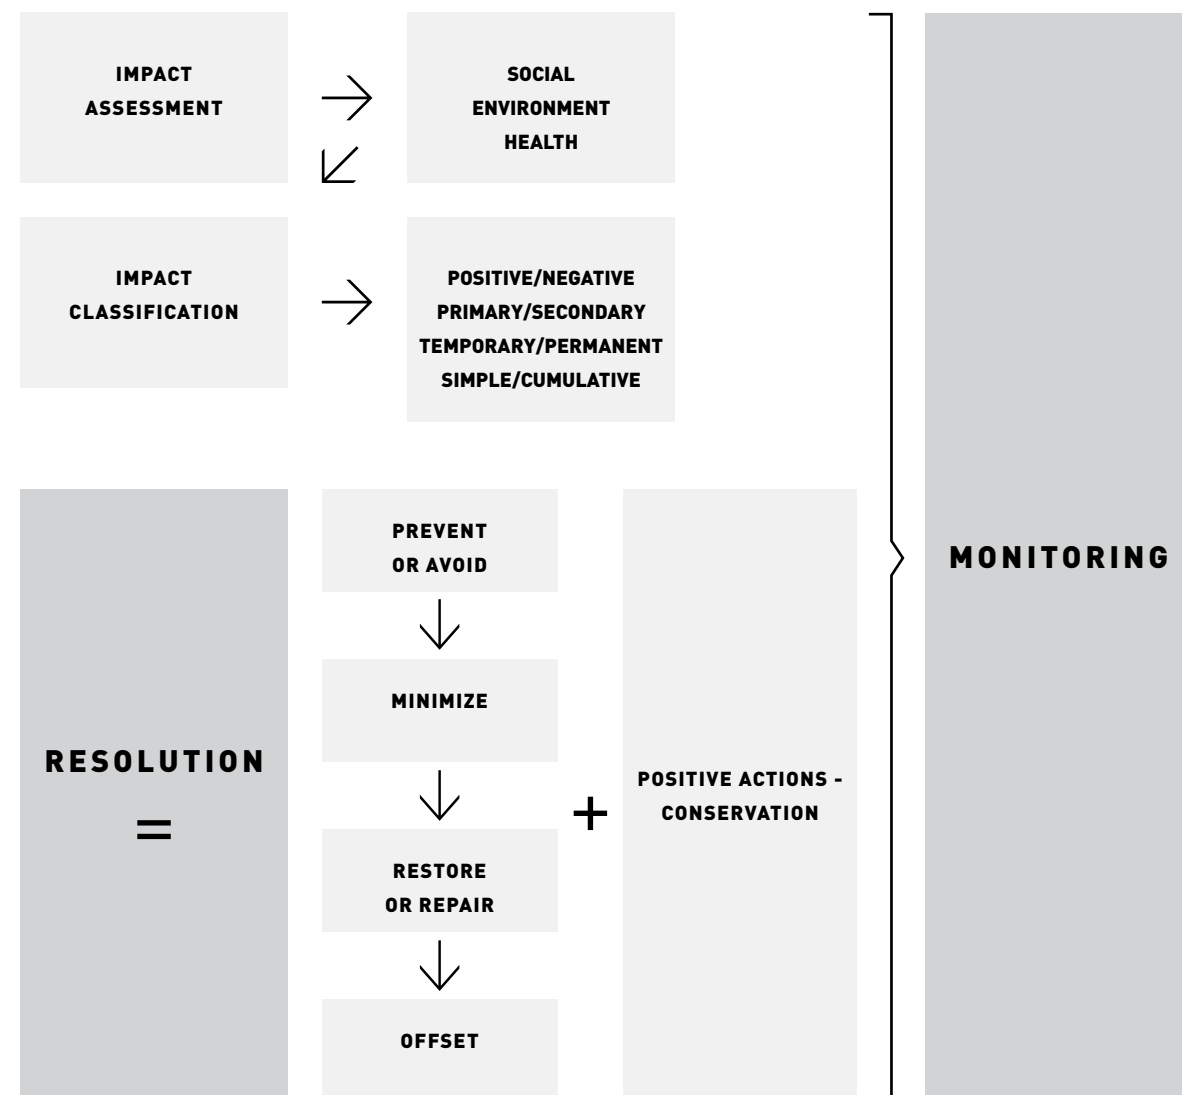 IMPACT
ASSESSMENT
SOCIAL
ENVIRONMENT
HEALTH
IMPACT
CLASSIFICATION
POSITIVE/NEGATIVE
PRIMARY/SECONDARY
TEMPORARY/PERMANENT
SIMPLE/CUMULATIVE
RESOLUTION
=
PREVENT
OR AVOID
MINIMIZE
RESTORE
OR REPAIR
OFFSET
+
POSITIVE ACTIONS -
CONSERVATION
MONITORING